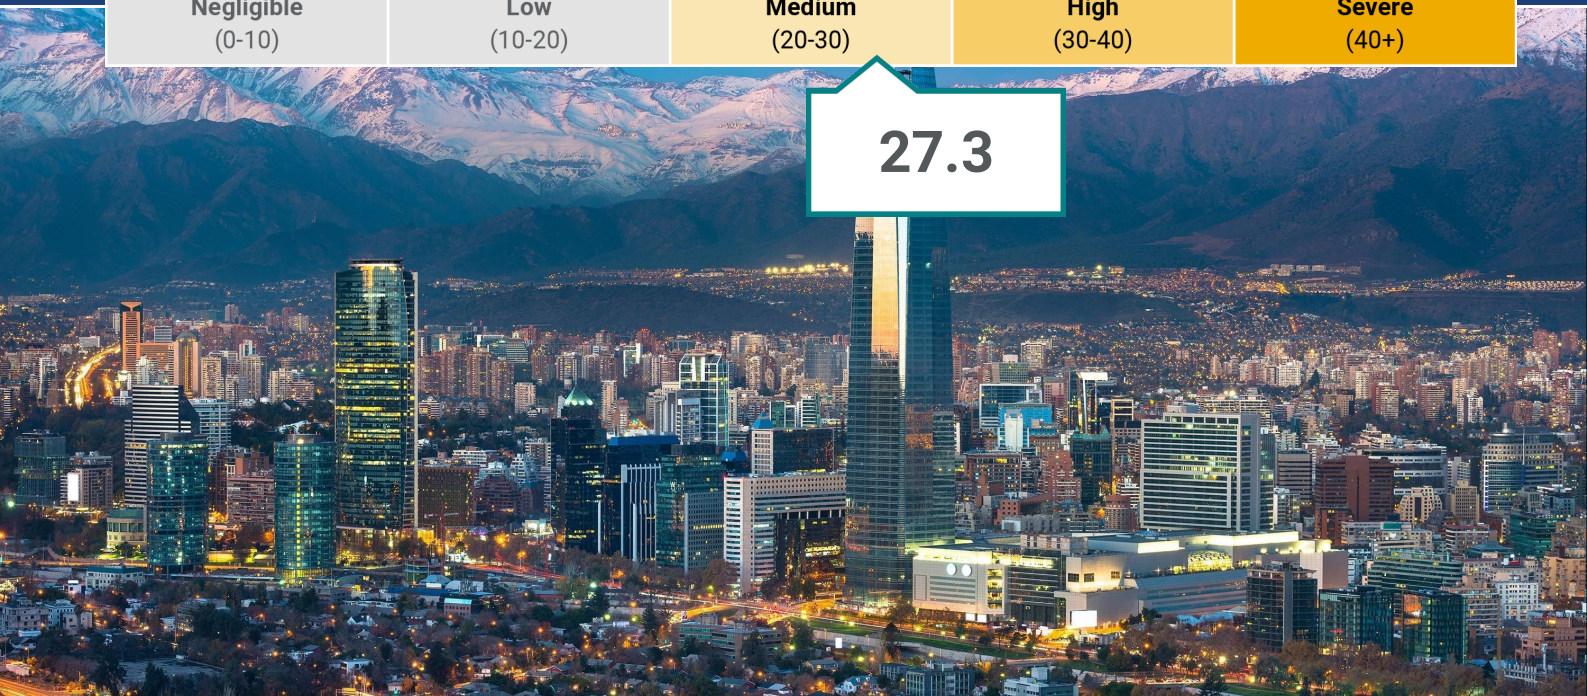 Negligible Low Medium High Severe
(0-10) (10-20) (20-30) (30-40) (40+)
27.3